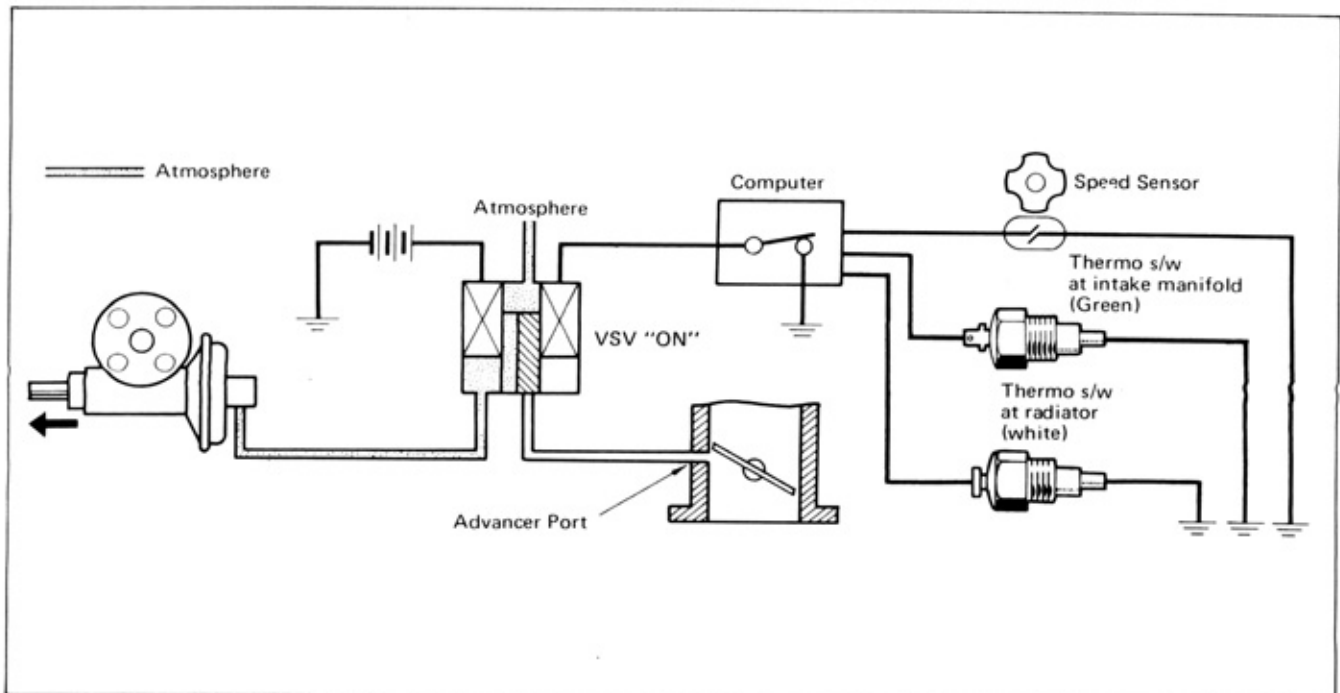 Atmosphere
Atmosphere
Computer
Speed Sensor
Thermo s/w
at intake manifold
(Green)
VSV "ON"
Thermo s/w
at radiator
(white)
Advancer Port